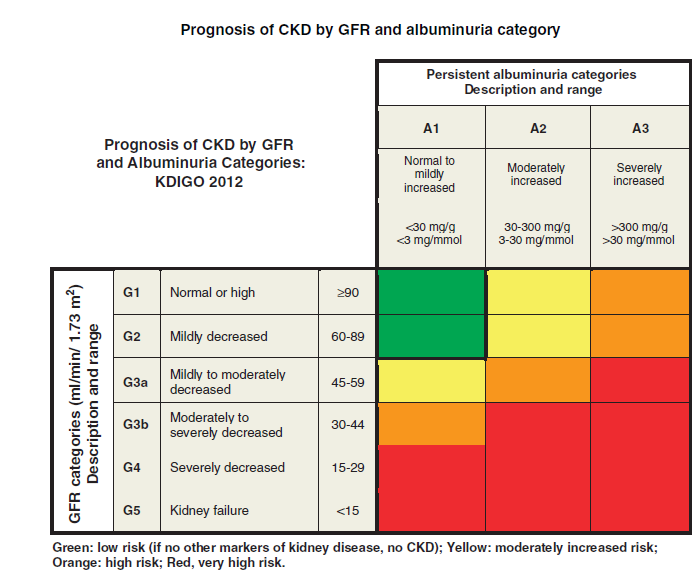 Prognosis of CKD by GFR and albuminuria category
Prognosis of CKD by GFR
and Albuminuria Categories:
KDIGO 2012
Persistent albuminuria categories
Description and range
A1
A2
A3
Normal to
mildly
increased
Moderately
increased
Severely
increased
<30 mg/g
<3 mg/mmol
30-300 mg/g
3-30 mg/mmol
>300 mg/g
>30 mg/mmol
GFR categories (ml/min/ 1.73 m²)
Description and range
G1
Normal or high
≥90
G2
Mildly decreased
60-89
G3a
Mildly to moderately
decreased
45-59
G3b
Moderately to
severely decreased
30-44
G4
Severely decreased
15-29
G5
Kidney failure
<15
Green: low risk (if no other markers of kidney disease, no CKD); Yellow: moderately increased risk;
Orange: high risk; Red, very high risk.